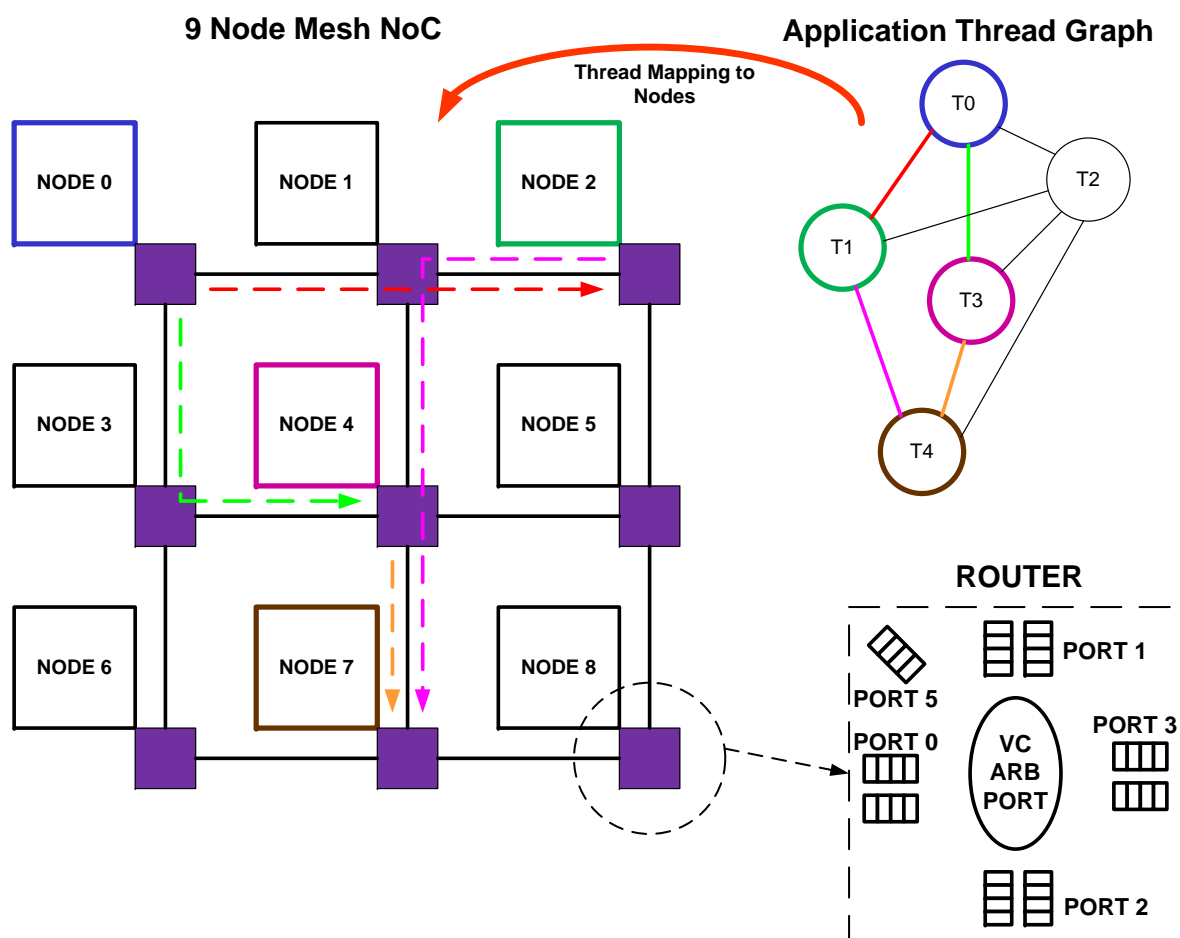 9 Node Mesh NoC
Application Thread Graph
Thread Mapping to
Nodes
T0
T2
T1
T3
T4
NODE 0
NODE 1
NODE 2
NODE 3
NODE 4
NODE 5
NODE 6
NODE 7
NODE 8
ROUTER
PORT 1
PORT 5
PORT 0
PORT 3
VC
ARB
PORT
PORT 2